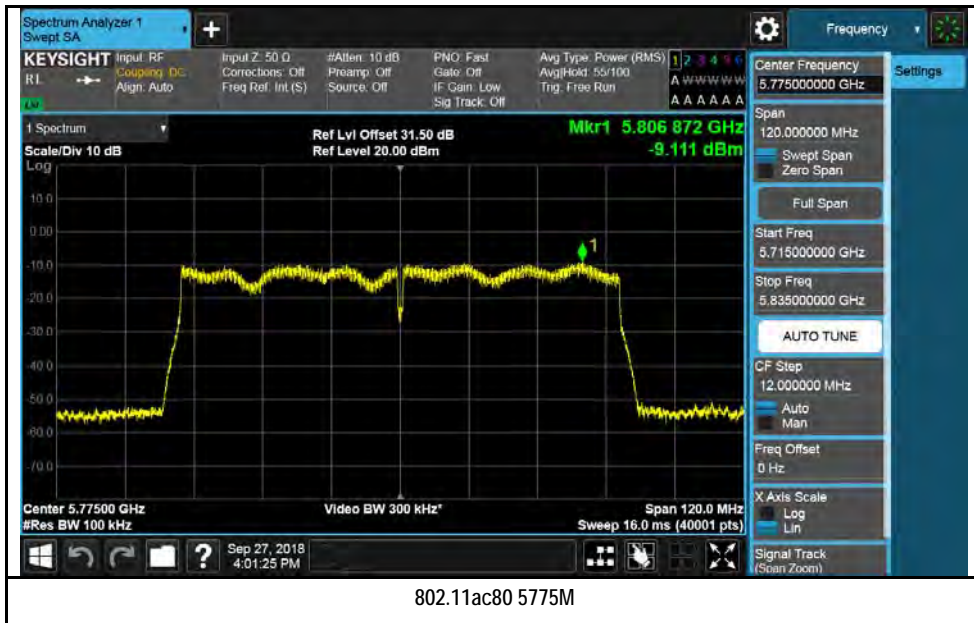 Spectrum Analyzer 1
Swept SA
+
Frequency
KEYSIGHT
Input: RF
Input Z: 50 Ω
#Atten: 10 dB
PNO: Fast
Avg Type: Power (RMS)
1 2 3 4 5 6
RL
Coupling: DC
Corrections: Off
Preamp: Off
Gate: Off
Avg|Hold: 55/100
A W W W W W
Align: Auto
Freq Ref: Int (S)
Source: Off
IF Gain: Low
Trig: Free Run
Sig Track: Off
A A A A A A
1 Spectrum
Ref Lvl Offset 31.50 dB
Mkr1 5.806 872 GHz
Scale/Div 10 dB
Ref Level 20.00 dBm
-9.111 dBm
Log
10.0
0.00
-10.0
-20.0
-30.0
-40.0
-50.0
-60.0
-70.0
1
Center 5.77500 GHz
Video BW 300 kHz*
Span 120.0 MHz
#Res BW 100 kHz
Sweep 16.0 ms (40001 pts)
Center Frequency
5.775000000 GHz
Settings
Span
120.000000 MHz
Swept Span
Zero Span
Full Span
Start Freq
5.715000000 GHz
Stop Freq
5.835000000 GHz
AUTO TUNE
CF Step
12.000000 MHz
Auto
Man
Freq Offset
0 Hz
X Axis Scale
Log
Lin
Signal Track
(Span Zoom)
?
Sep 27, 2018
4:01:25 PM
802.11ac80 5775M